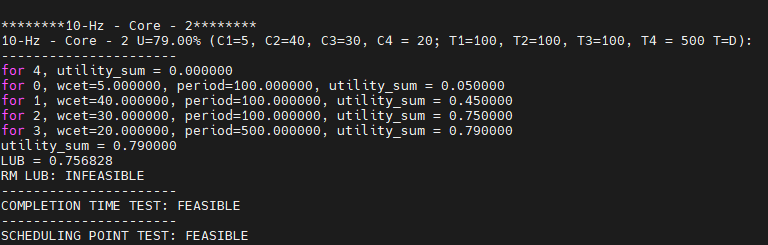 ********10-Hz - Core - 2********
10-Hz - Core - 2 U=79.00% (C1=5, C2=40, C3=30, C4 = 20; T1=100, T2=100, T3=100, T4 = 500 T=D):
----------------------
for 4, utility_sum = 0.000000
for 0, wcet=5.000000, period=100.000000, utility_sum = 0.050000
for 1, wcet=40.000000, period=100.000000, utility_sum = 0.450000
for 2, wcet=30.000000, period=100.000000, utility_sum = 0.750000
for 3, wcet=20.000000, period=500.000000, utility_sum = 0.790000
utility_sum = 0.790000
LUB = 0.756828
RM LUB: INFEASIBLE
----------------------
COMPLETION TIME TEST: FEASIBLE
----------------------
SCHEDULING POINT TEST: FEASIBLE